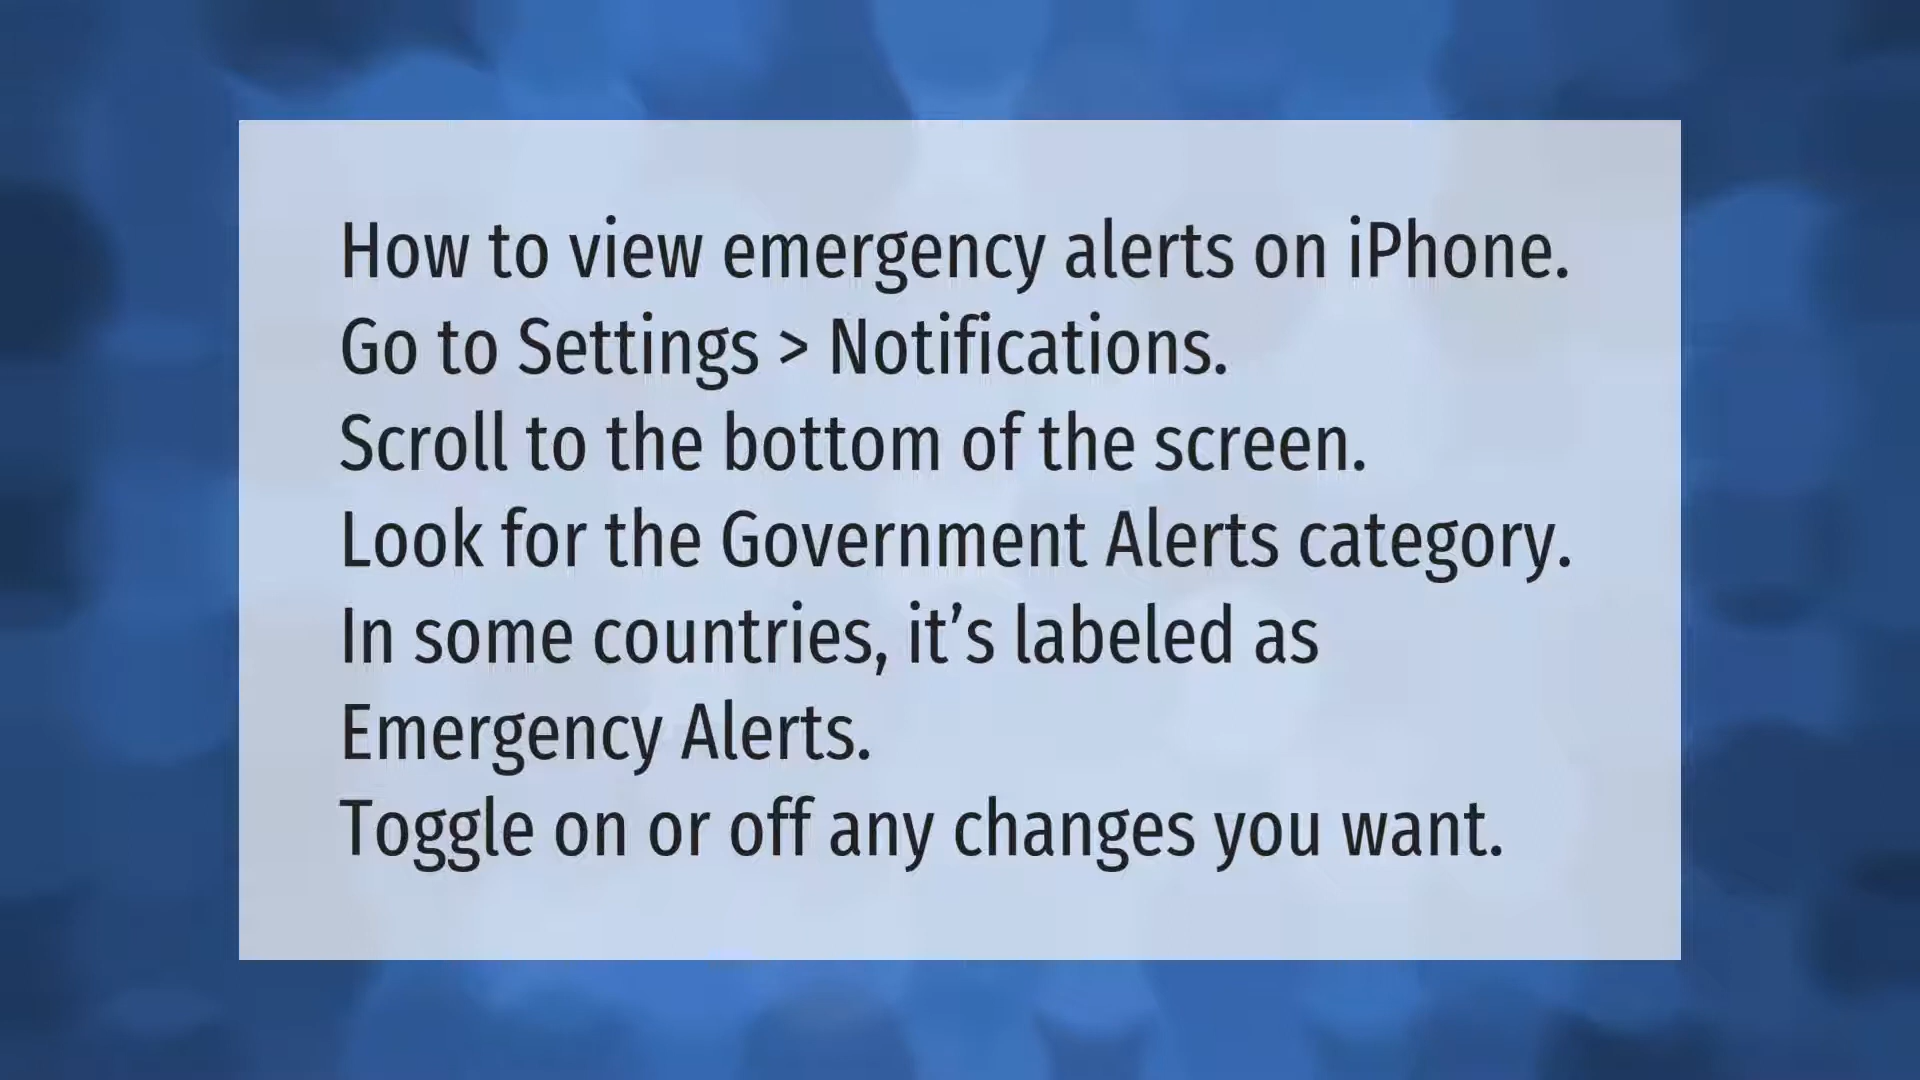 How to view emergency alerts on iPhone.
Go to Settings > Notifications.
Scroll to the bottom of the screen.
Look for the Government Alerts category.
In some countries, it’s labeled as
Emergency Alerts.
Toggle on or off any changes you want.